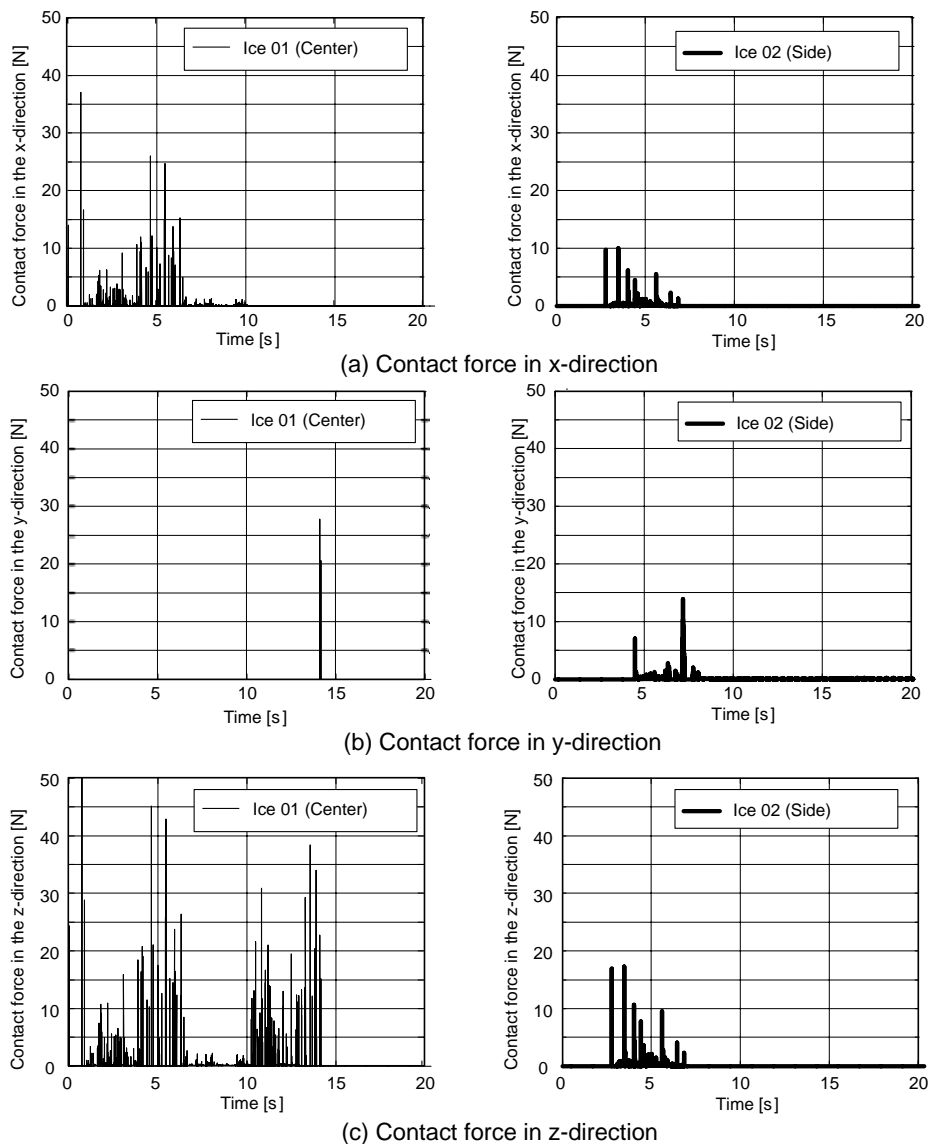 Contact force in the x-direction [N]
50
40
30
20
10
0
Ice 01 (Center)
0 5 10 15 20
Time [s]
Contact force in the x-direction [N]
50
40
30
20
10
0
Ice 02 (Side)
0 5 10 15 20
Time [s]
(a) Contact force in x-direction
Contact force in the y-direction [N]
50
40
30
20
10
0
Ice 01 (Center)
0 5 10 15 20
Time [s]
Contact force in the y-direction [N]
50
40
30
20
10
0
Ice 02 (Side)
0 5 10 15 20
Time [s]
(b) Contact force in y-direction
Contact force in the z-direction [N]
50
40
30
20
10
0
Ice 01 (Center)
0 5 10 15 20
Time [s]
Contact force in the z-direction [N]
50
40
30
20
10
0
Ice 02 (Side)
0 5 10 15 20
Time [s]
(c) Contact force in z-direction